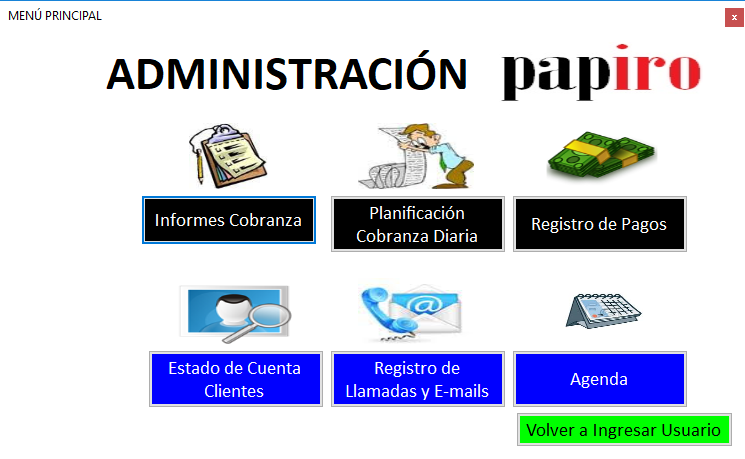 MENÚ PRINCIPAL
x
ADMINISTRACIÓN papiro
Informes Cobranza
Planificación
Cobranza Diaria
Registro de Pagos
@
Estado de Cuenta
Clientes
Registro de
Llamadas y E-mails
Agenda
Volver a Ingresar Usuario